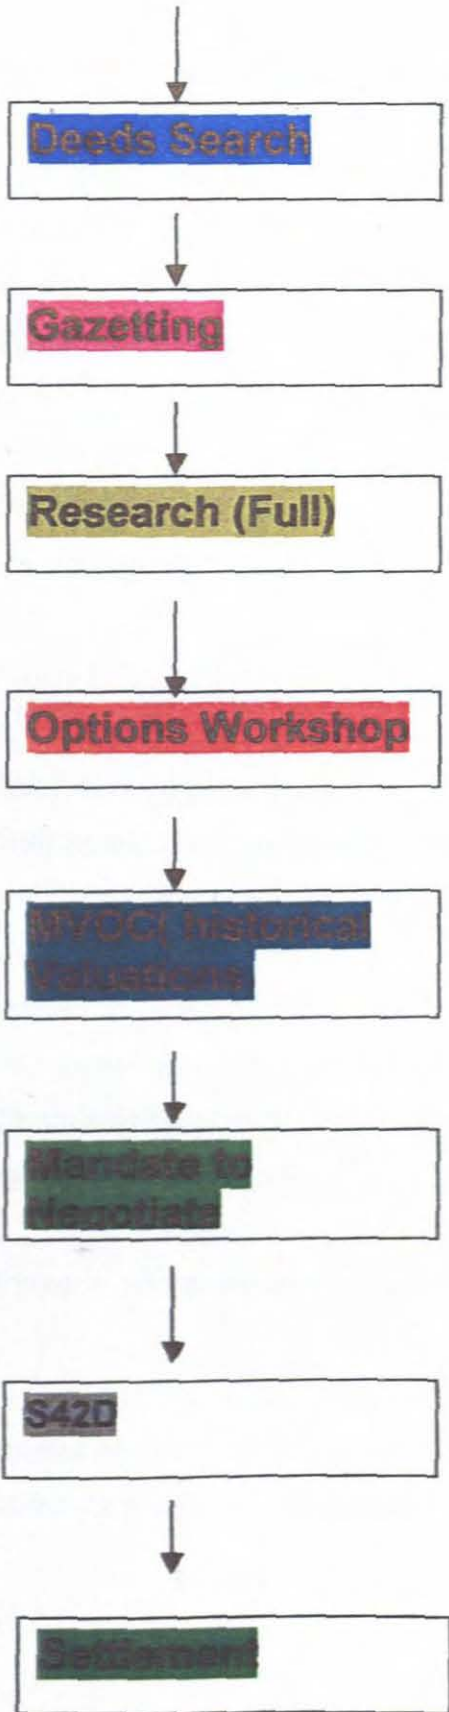 Deeds Search
Gazetting
Research (Full)
Options Workshop
MVOC( historical
Valuations
Mandate to
Negotiate
S42D
Settlement